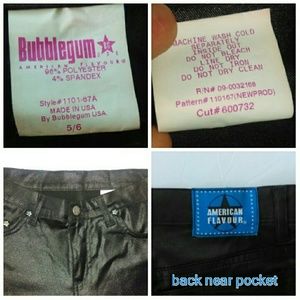 Bubblegum
AMERICAN FLAVOUR
96% POLYESTER
4% SPANDEX
Style#1101-67A
MADE IN USA
By Bubblegum USA
5/6
MACHINE WASH COLD
SEPARATELY
INSIDE OUT
DO NOT BLEACH
LINE DRY
DO NOT IRON
DO NOT DRY CLEAN
R/N# 09-0032168
Pattern# 110167(NEWPROD)
Cut# 600732
AMERICAN
FLAVOUR
back near pocket